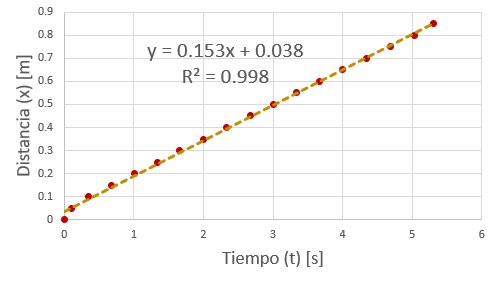 0.9
0.8
0.7
0.6
0.5
0.4
0.3
0.2
0.1
0
Distancia (x) [m]
y = 0.153x + 0.038
R² = 0.998
0 1 2 3 4 5 6
Tiempo (t) [s]